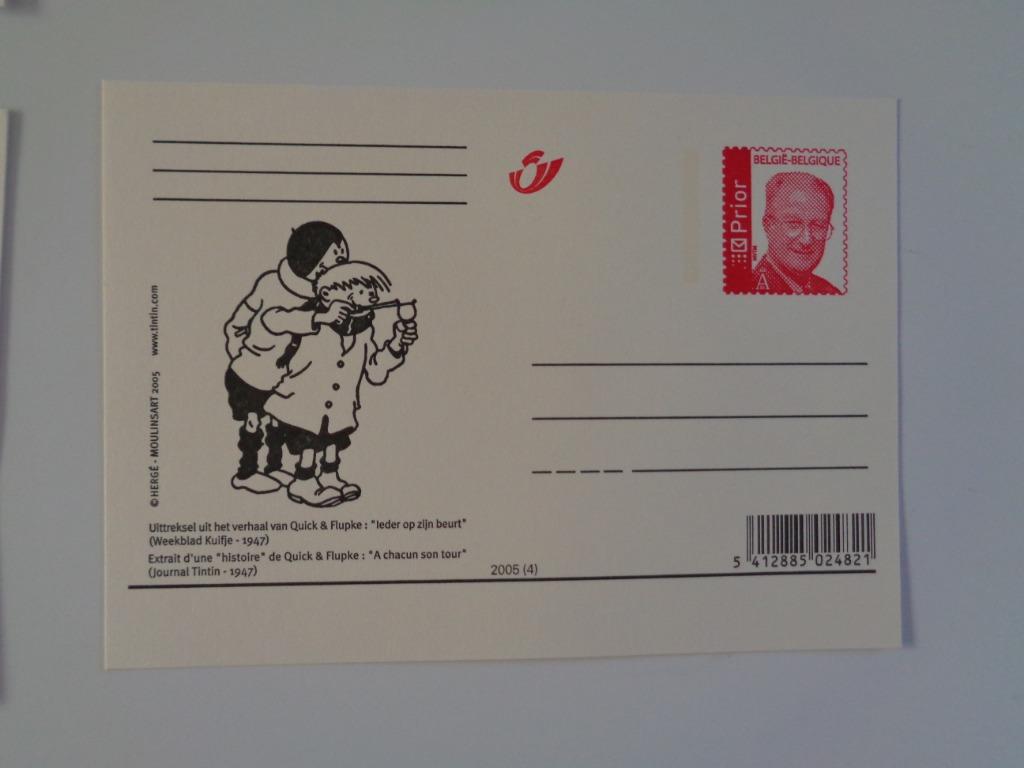 BELGIË-BELGIQUE
Prior
A
© HERGÉ - MOULINSART 2005 www.tintin.com
Uittreksel uit het verhaal van Quick & Flupke : "Ieder op zijn beurt"
(Weekblad Kuifje - 1947)
Extrait d'une "histoire" de Quick & Flupke : "A chacun son tour"
(Journal Tintin - 1947)
2005 (4)
5 412885 024821